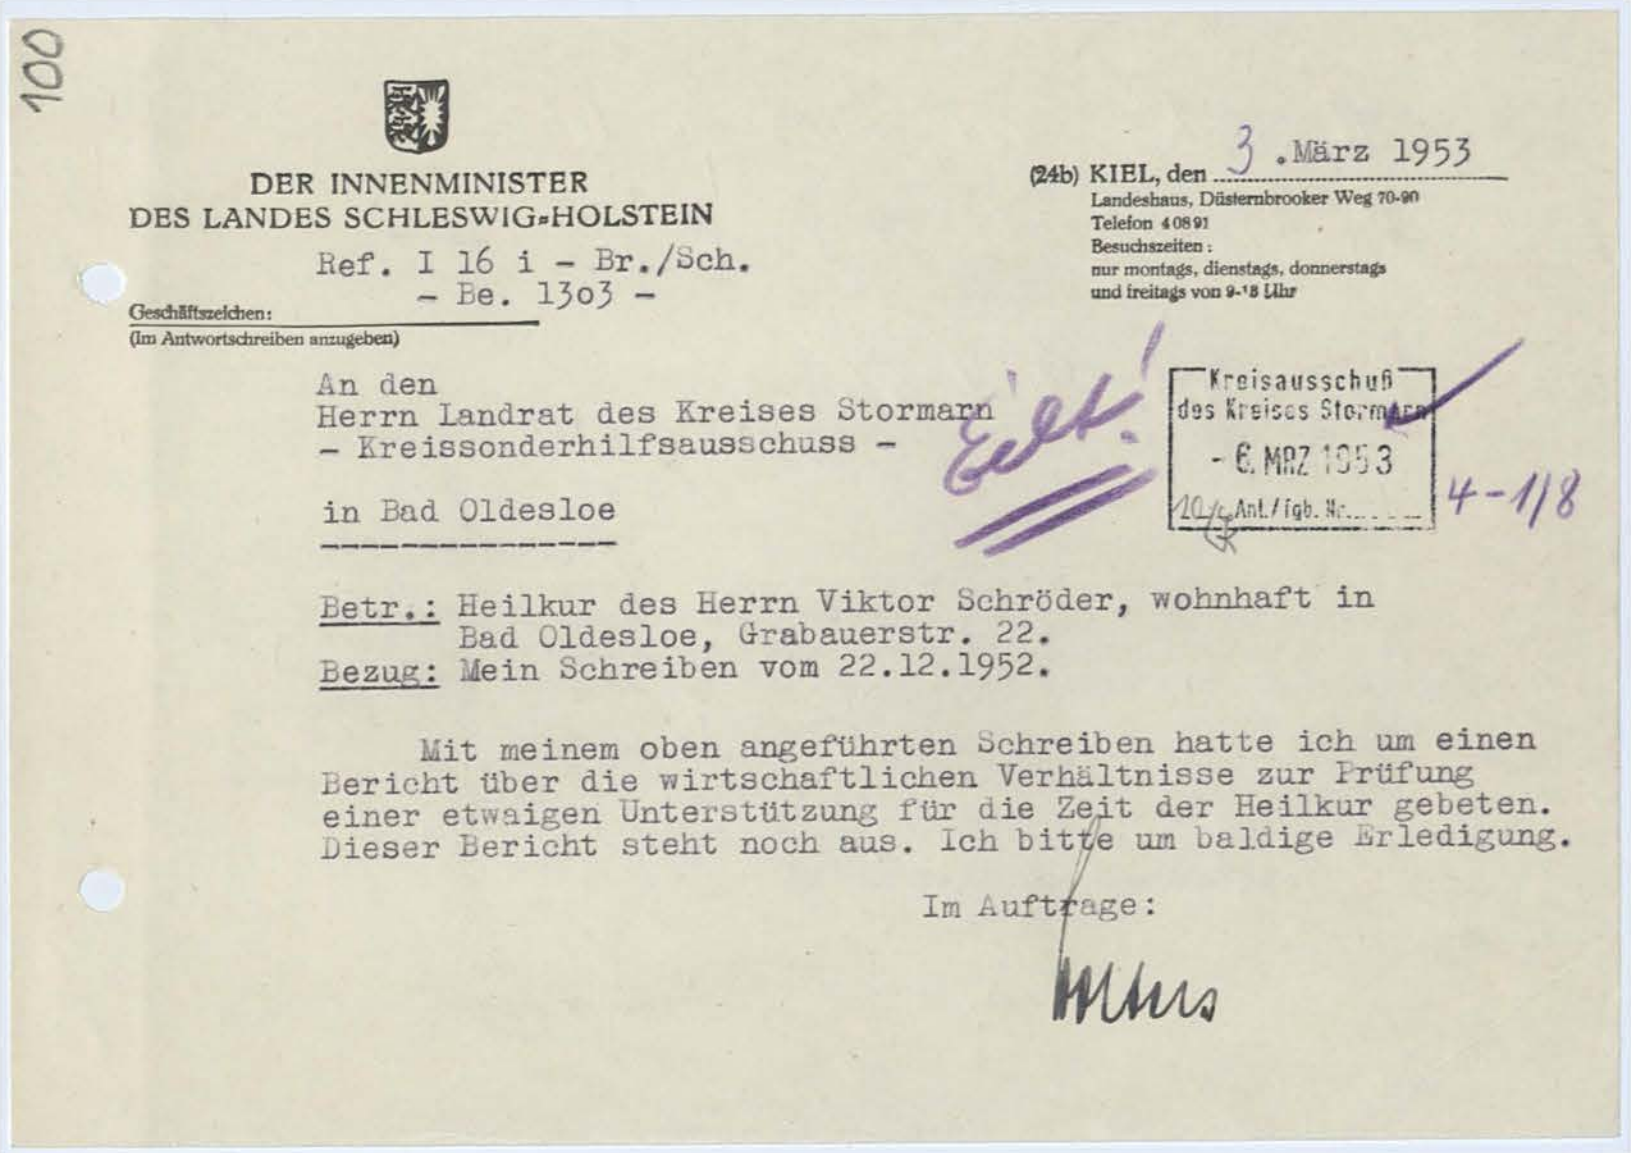 100
DER INNENMINISTER
DES LANDES SCHLESWIG-HOLSTEIN
Ref. I 16 i - Br./Sch.
- Be. 1303 -
Geschäftszeichen:
(Im Antwortschreiben anzugeben)
(24b) KIEL, den 3. März 1953
Landeshaus, Düsternbrooker Weg 70-90
Telefon 40891
Besuchszeiten:
nur montags, dienstags, donnerstags
und freitags von 9-18 Uhr
An den
Herrn Landrat des Kreises Stormarn
- Kreissonderhilfsausschuss -
in Bad Oldesloe
Eilt!
Kreisausschuß
des Kreises Stormarn
- 6. MRZ 1953
Anl./Tgb. Nr.
4-1/8
Betr.: Heilkur des Herrn Viktor Schröder, wohnhaft in
Bad Oldesloe, Grabauerstr. 22.
Bezug: Mein Schreiben vom 22.12.1952.
Mit meinem oben angeführten Schreiben hatte ich um einen
Bericht über die wirtschaftlichen Verhältnisse zur Prüfung
einer etwaigen Unterstützung für die Zeit der Heilkur gebeten.
Dieser Bericht steht noch aus. Ich bitte um baldige Erledigung.
Im Auftrage: